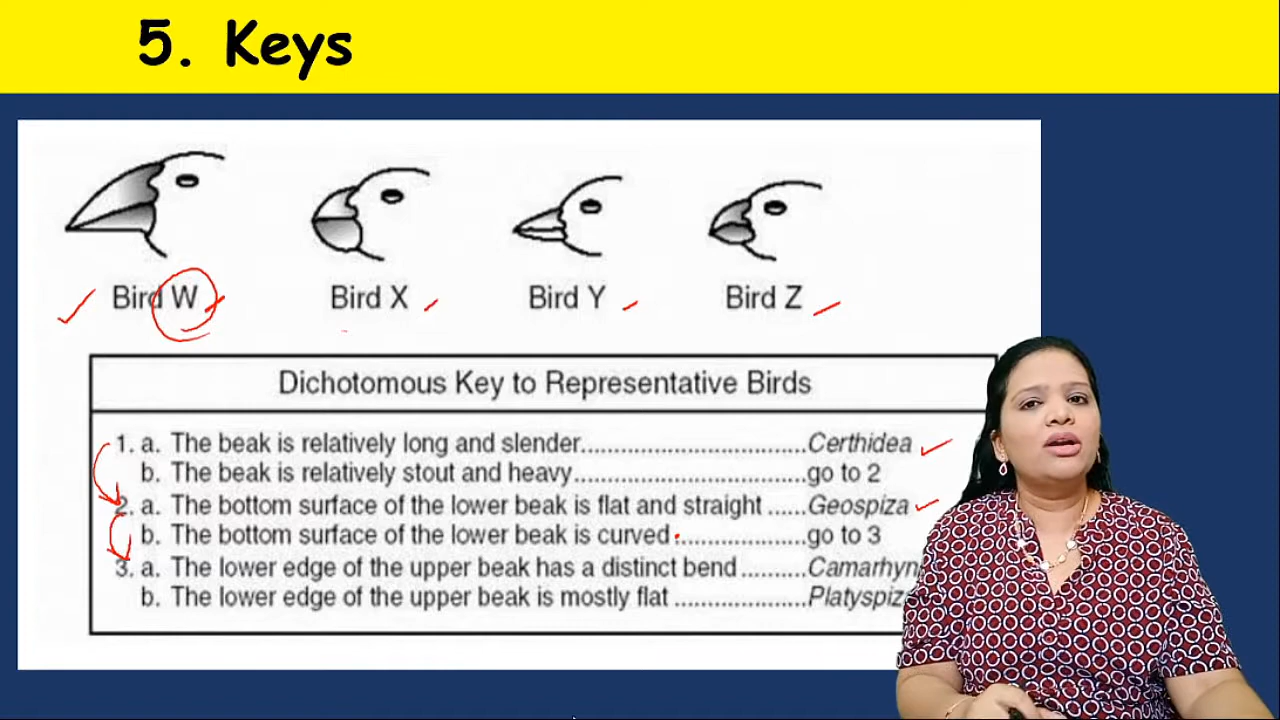 5. Keys
Bird W
Bird X
Bird Y
Bird Z
Dichotomous Key to Representative Birds
1. a. The beak is relatively long and slender..................................Certhidea
b. The beak is relatively stout and heavy...................................go to 2
2. a. The bottom surface of the lower beak is flat and straight ......Geospiza
b. The bottom surface of the lower beak is curved....................go to 3
3. a. The lower edge of the upper beak has a distinct bend..........
b. The lower edge of the upper beak is mostly flat ....................